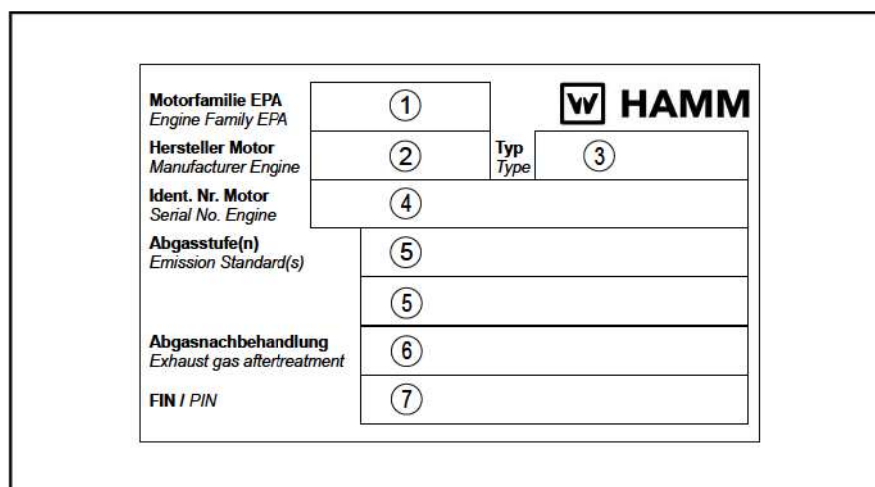 Motorfamilie EPA
Engine Family EPA
1
W HAMM
Hersteller Motor
Manufacturer Engine
2
Typ
Type
3
Ident. Nr. Motor
Serial No. Engine
4
Abgasstufe(n)
Emission Standard(s)
5
5
Abgasnachbehandlung
Exhaust gas aftertreatment
6
FIN / PIN
7